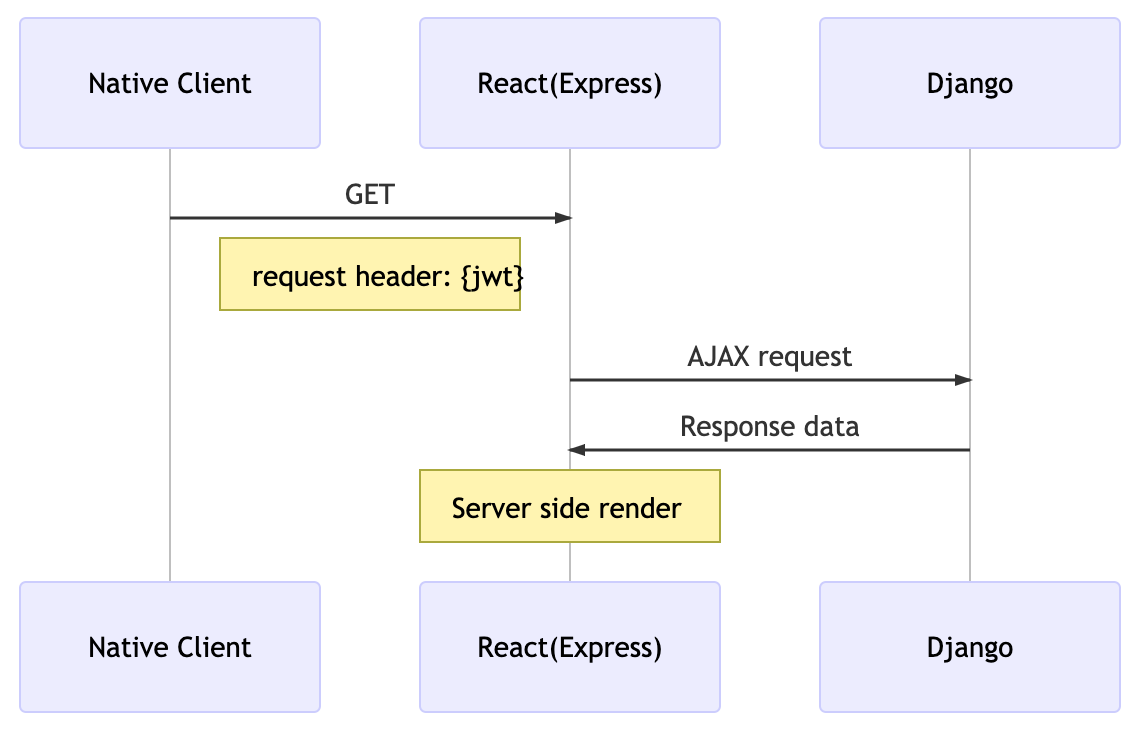 Native Client
React(Express)
Django
GET
request header: {jwt}
AJAX request
Response data
Server side render
Native Client
React(Express)
Django